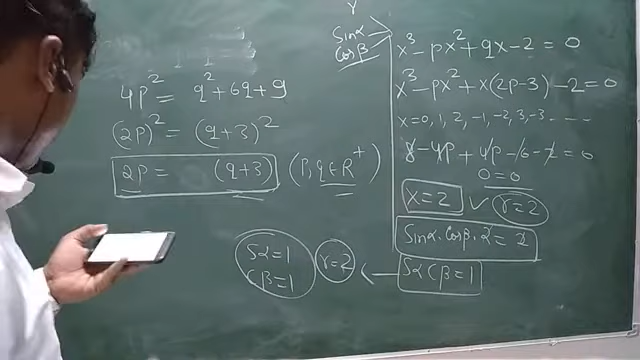 4p² = q² + 6q + 9
(2p)² = (q+3)²
2p = (q+3) (p, q ∈ R⁺)
γ
Sinα
Cosβ
x³ - px² + qx - 2 = 0
x³ - px² + x(2p-3) - 2 = 0
x = 0, 1, 2, -1, -2, 3, -3 - - - -
8 - 4p + 4p - 6 - 2 = 0
0 = 0
x = 2 ✓ γ = 2
Sinα · Cosβ · 2 = 2
Sα Cβ = 1
Sα = 1
Cβ = 1
γ = 2